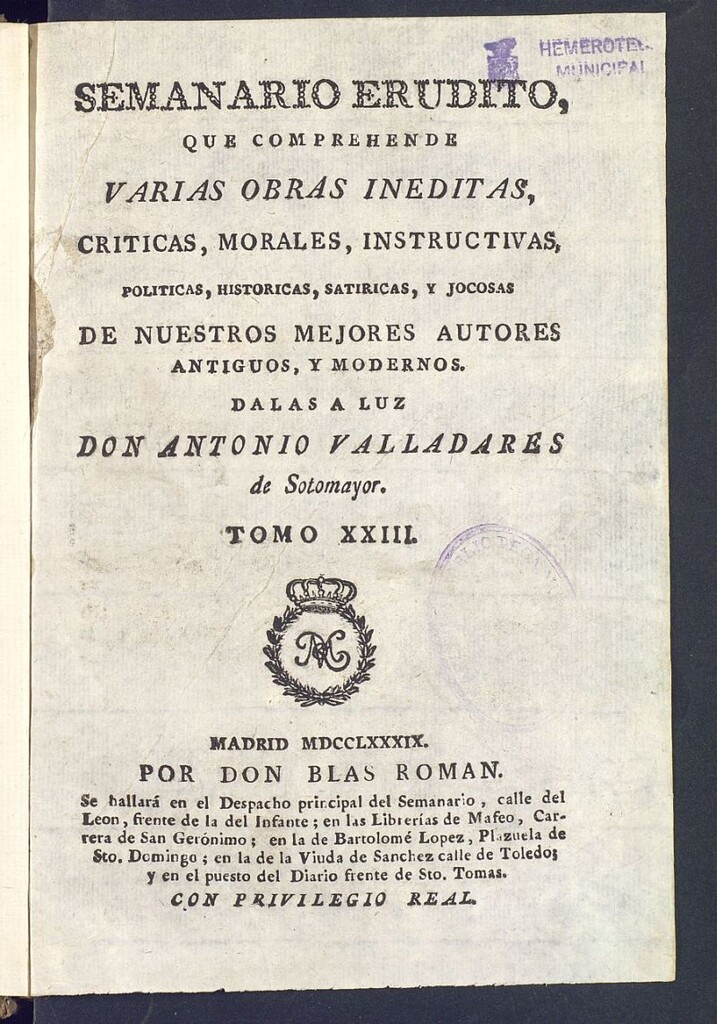 HEMEROTE
MUNICIPAL
SEMANARIO ERUDITO,
QUE COMPREHENDE
VARIAS OBRAS INEDITAS,
CRITICAS, MORALES, INSTRUCTIVAS,
POLITICAS, HISTORICAS, SATIRICAS, Y JOCOSAS
DE NUESTROS MEJORES AUTORES
ANTIGUOS, Y MODERNOS.
DALAS A LUZ
DON ANTONIO VALLADARES
de Sotomayor.
TOMO XXIII.
MADRID MDCCLXXXIX.
POR DON BLAS ROMAN.
Se hallará en el Despacho principal del Semanario, calle del
Leon, frente de la del Infante; en las Librerías de Mafeo, Car-
rera de San Gerónimo; en la de Bartolomé Lopez, Plazuela de
Sto. Domingo; en la de la Viuda de Sanchez calle de Toledo;
y en el puesto del Diario frente de Sto. Tomas.
CON PRIVILEGIO REAL.